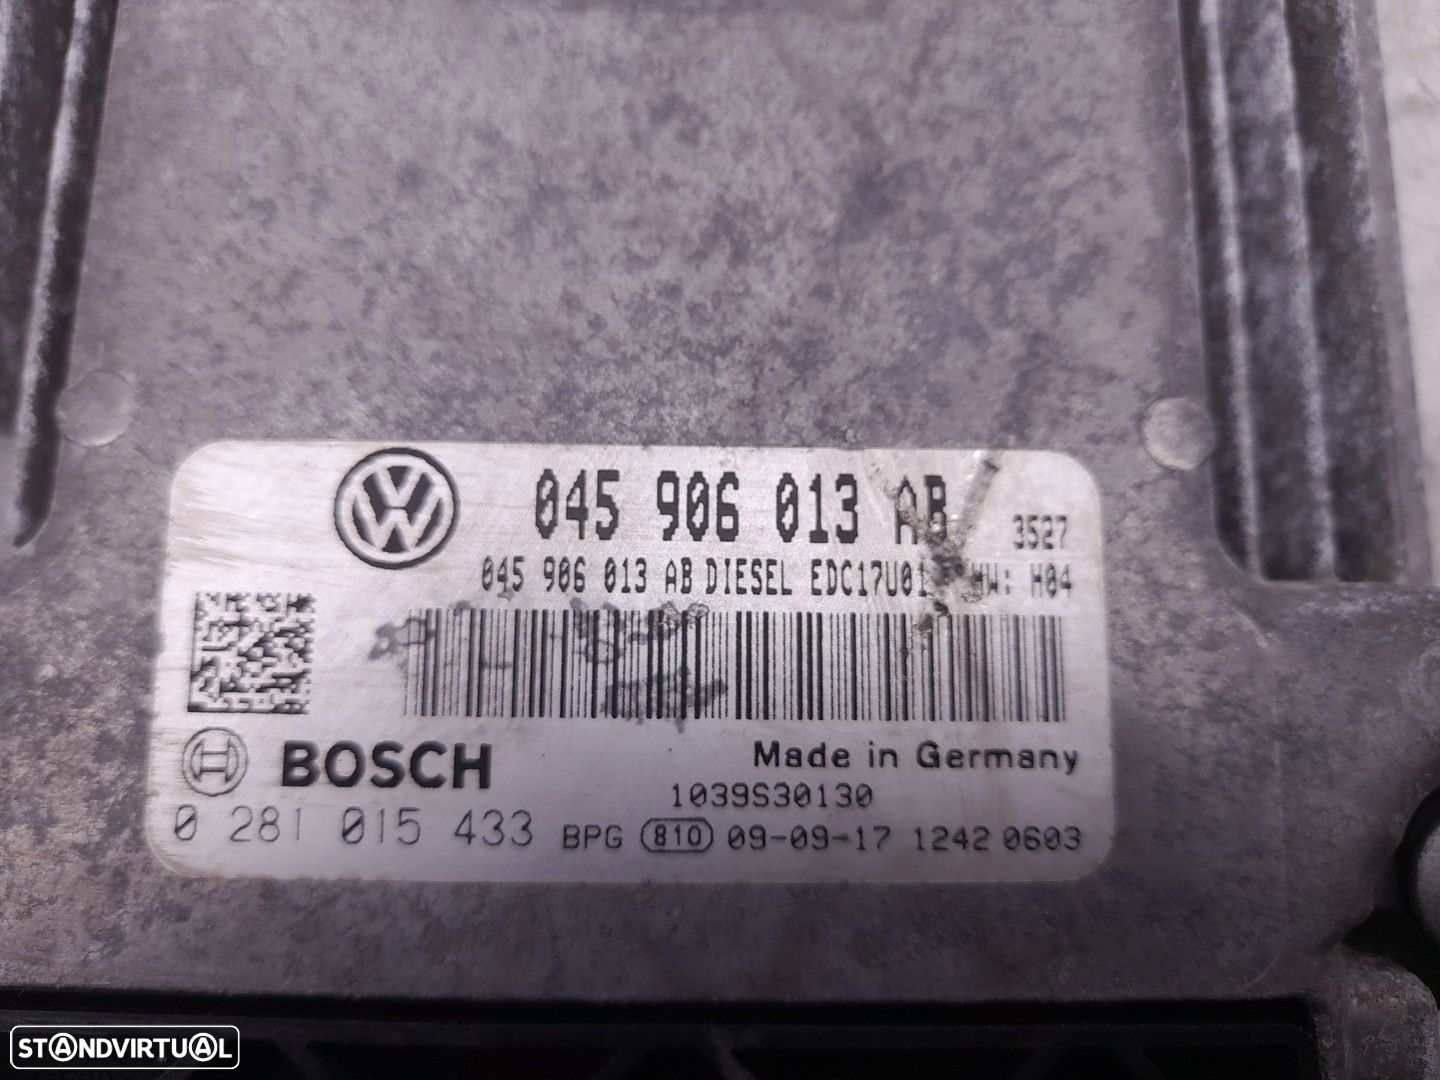 045 906 013 AB 3527
045 906 013 AB DIESEL EDC17U01 HW: H04
BOSCH
Made in Germany
1039S30130
0 281 015 433 BPG 810 09-09-17 1242 0603
STANDVIRTUAL